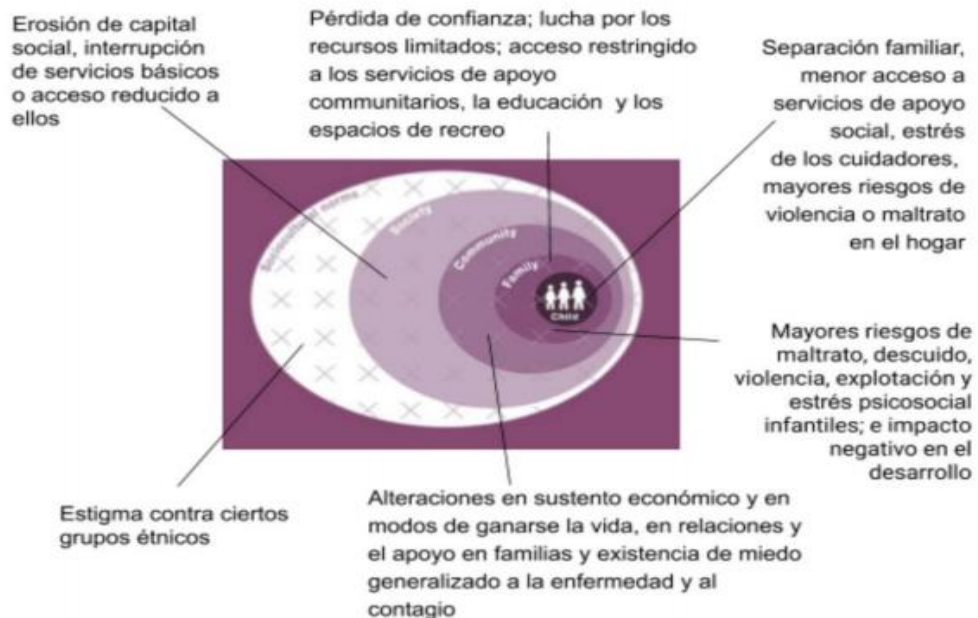 Erosión de capital
social, interrupción
de servicios básicos
o acceso reducido a
ellos
Pérdida de confianza; lucha por los
recursos limitados; acceso restringido
a los servicios de apoyo
communitarios, la educación y los
espacios de recreo
Separación familiar,
menor acceso a
servicios de apoyo
social, estrés
de los cuidadores,
mayores riesgos de
violencia o maltrato
en el hogar
Sociocultural norms
Society
Community
Family
Child
Mayores riesgos de
maltrato, descuido,
violencia, explotación y
estrés psicosocial
infantiles; e impacto
negativo en el
desarrollo
Estigma contra ciertos
grupos étnicos
Alteraciones en sustento económico y en
modos de ganarse la vida, en relaciones y
el apoyo en familias y existencia de miedo
generalizado a la enfermedad y al
contagio